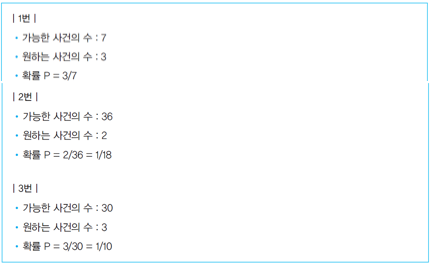 | 1번 |
• 가능한 사건의 수 : 7
• 원하는 사건의 수 : 3
• 확률 P = 3/7
| 2번 |
• 가능한 사건의 수 : 36
• 원하는 사건의 수 : 2
• 확률 P = 2/36 = 1/18
| 3번 |
• 가능한 사건의 수 : 30
• 원하는 사건의 수 : 3
• 확률 P = 3/30 = 1/10